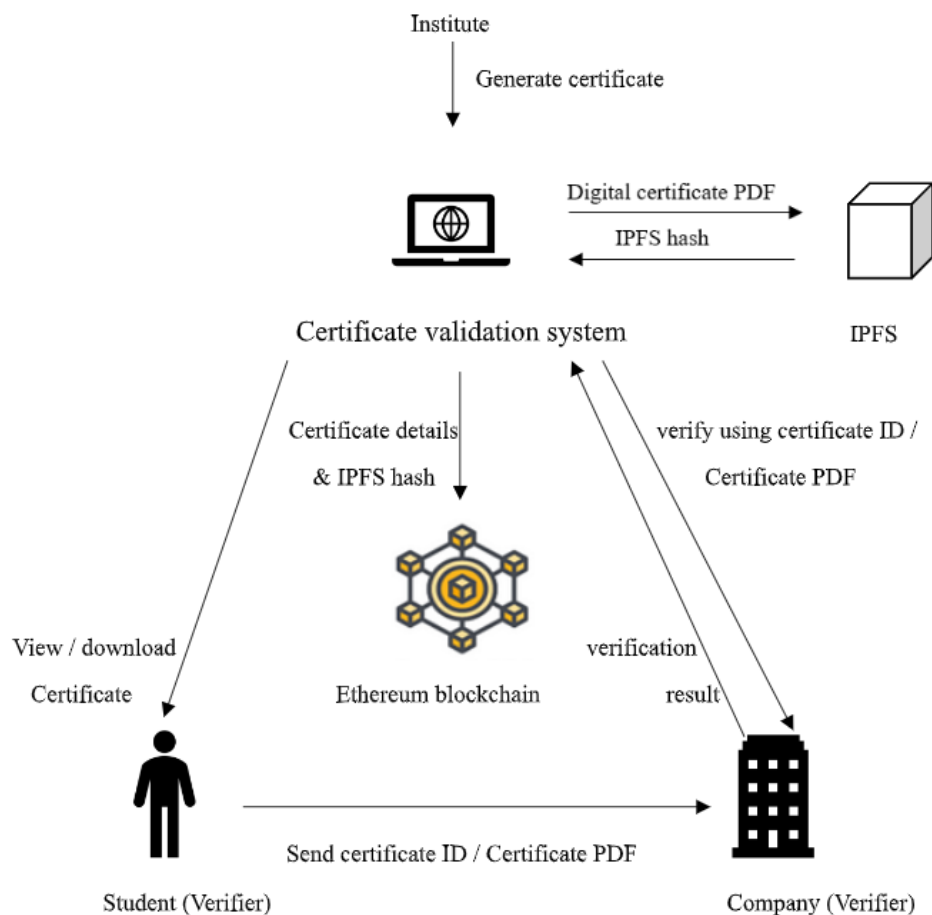 Institute
Generate certificate
Digital certificate PDF
IPFS hash
Certificate validation system
IPFS
Certificate details
& IPFS hash
verify using certificate ID /
Certificate PDF
View / download
Certificate
Ethereum blockchain
verification
result
Send certificate ID / Certificate PDF
Student (Verifier)
Company (Verifier)